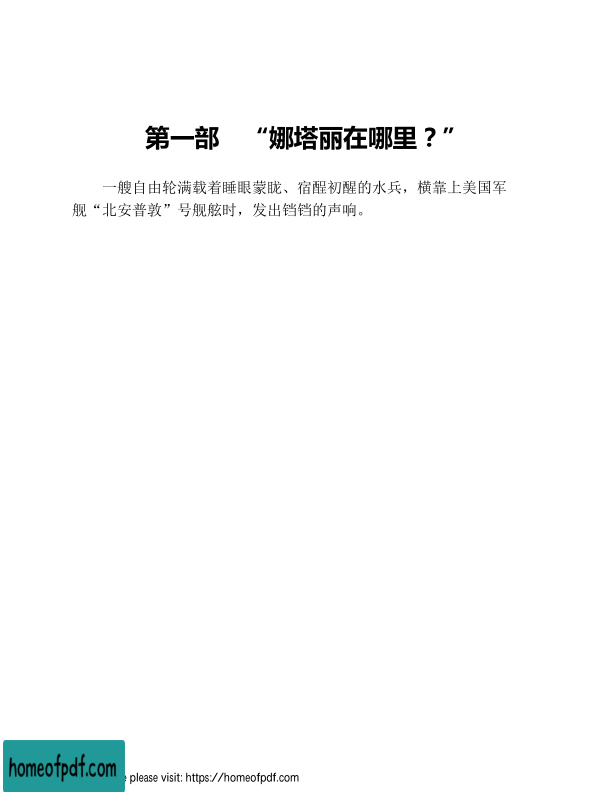 第一部 “娜塔丽在哪里？”
一艘自由轮满载着睡眼蒙眬、宿酲初醒的水兵，横靠上美国军
舰“北安普敦”号舰舷时，发出铛铛的声响。
homeofpdf.com
e please visit: https://homeofpdf.com